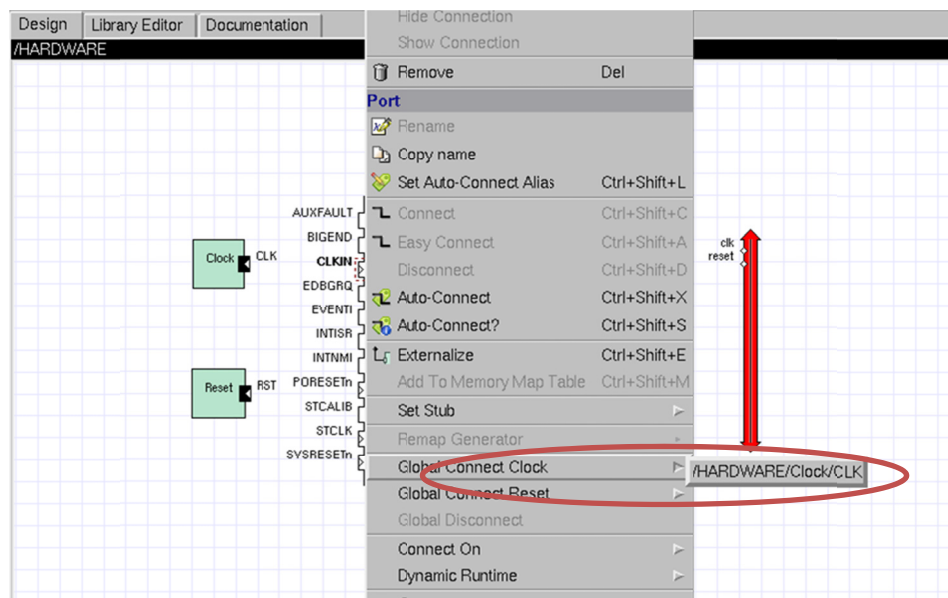 Design Library Editor Documentation
/HARDWARE
Hide Connection
Show Connection
Remove Del
Port
Rename
Copy name
Set Auto-Connect Alias Ctrl+Shift+L
Connect Ctrl+Shift+C
Easy Connect Ctrl+Shift+A
Disconnect Ctrl+Shift+D
Auto-Connect Ctrl+Shift+X
Auto-Connect? Ctrl+Shift+S
Externalize Ctrl+Shift+E
Add To Memory Map Table Ctrl+Shift+M
Set Stub
Remap Generator
Global Connect Clock
/HARDWARE/Clock/CLK
Global Connect Reset
Global Disconnect
Connect On
Dynamic Runtime
Clock CLK
Reset RST
AUXFAULT
BIGEND
CLKIN
EDBGRQ
EVENTI
INTISR
INTNMI
PORESETn
STCALIB
STCLK
SYSRESETn
clk
reset